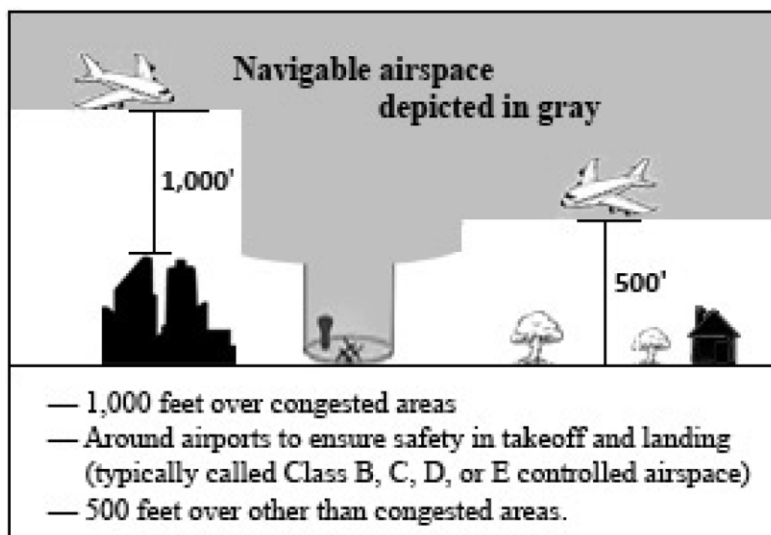 Navigable airspace
depicted in gray
1,000'
500'
— 1,000 feet over congested areas
— Around airports to ensure safety in takeoff and landing
(typically called Class B, C, D, or E controlled airspace)
— 500 feet over other than congested areas.